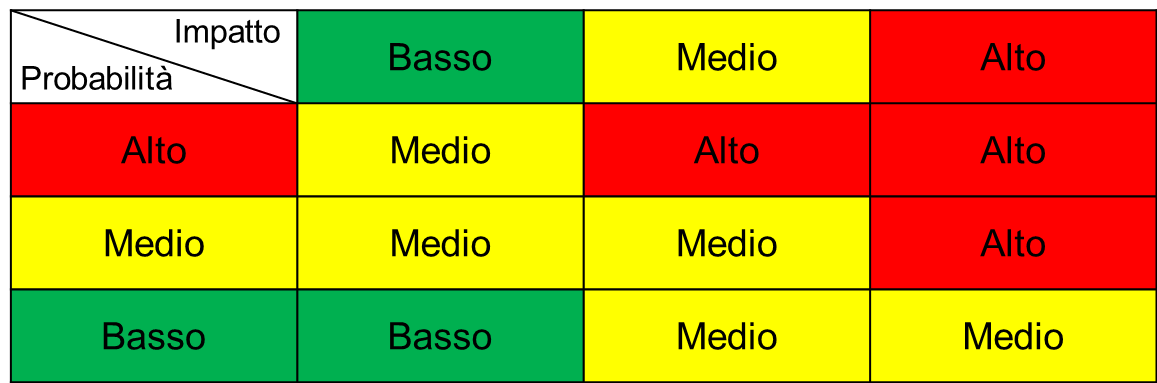 Impatto
Probabilità
Basso Medio Alto
Alto Medio Alto Alto
Medio Medio Medio Alto
Basso Basso Medio Medio